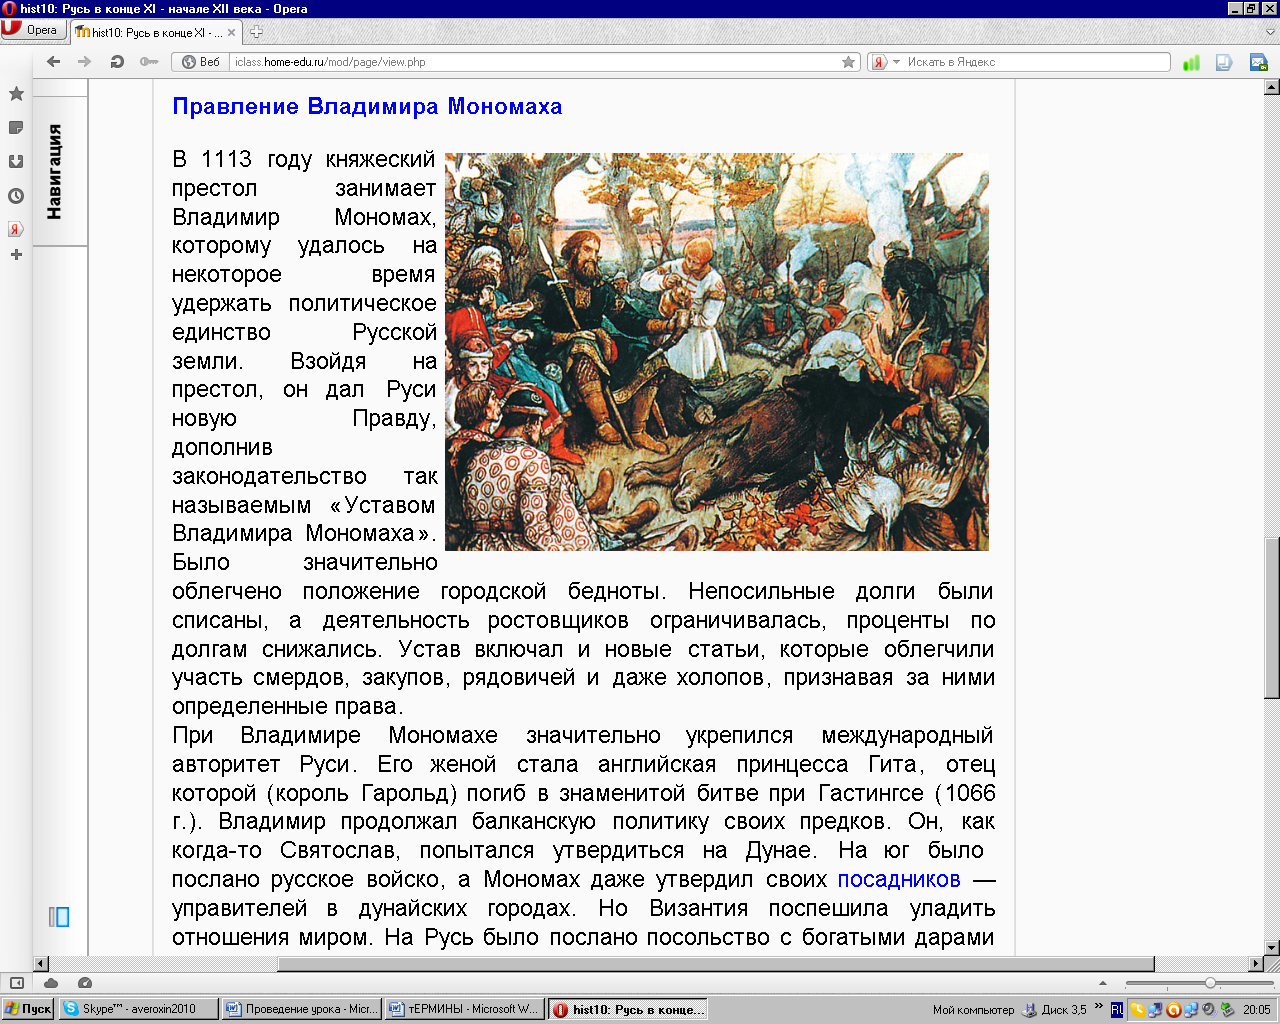 hist10: Русь в конце XI - начале XII века - Opera
Opera
hist10: Русь в конце XI - ...
Веб
iclass.home-edu.ru/mod/page/view.php
Искать в Яндекс
Навигация
Правление Владимира Мономаха
В 1113 году княжеский
престол занимает
Владимир Мономах,
которому удалось на
некоторое время
удержать политическое
единство Русской
земли. Взойдя на
престол, он дал Руси
новую Правду,
дополнив
законодательство так
называемым «Уставом
Владимира Мономаха».
Было значительно
облегчено положение городской бедноты. Непосильные долги были
списаны, а деятельность ростовщиков ограничивалась, проценты по
долгам снижались. Устав включал и новые статьи, которые облегчили
участь смердов, закупов, рядовичей и даже холопов, признавая за ними
определенные права.
При Владимире Мономахе значительно укрепился международный
авторитет Руси. Его женой стала английская принцесса Гита, отец
которой (король Гарольд) погиб в знаменитой битве при Гастингсе (1066
г.). Владимир продолжал балканскую политику своих предков. Он, как
когда-то Святослав, попытался утвердиться на Дунае. На юг было
послано русское войско, а Мономах даже утвердил своих посадников —
управителей в дунайских городах. Но Византия поспешила уладить
отношения миром. На Русь было послано посольство с богатыми дарами
Пуск
Skype™ - averoxin2010
Проведение урока - Micr...
тЕРМИНЫ - Microsoft W...
hist10: Русь в конце...
Мой компьютер
Диск 3,5
»
RU
20:05